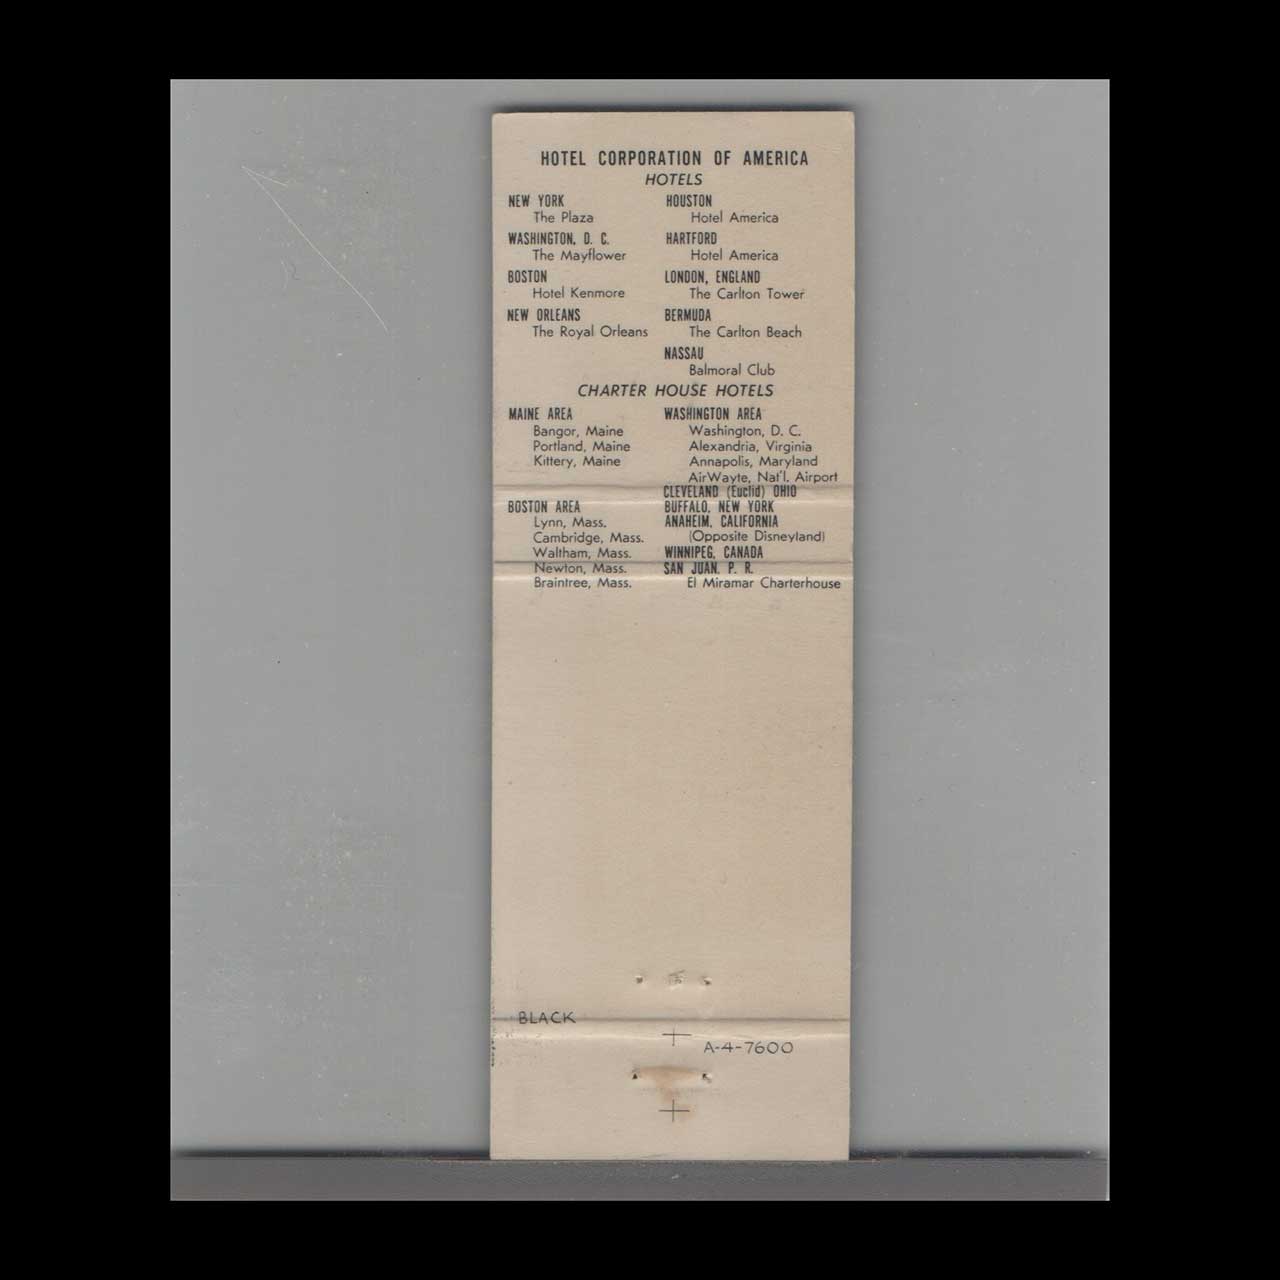 HOTEL CORPORATION OF AMERICA
HOTELS
NEW YORK
The Plaza
WASHINGTON, D. C.
The Mayflower
BOSTON
Hotel Kenmore
NEW ORLEANS
The Royal Orleans
HOUSTON
Hotel America
HARTFORD
Hotel America
LONDON, ENGLAND
The Carlton Tower
BERMUDA
The Carlton Beach
NASSAU
Balmoral Club
CHARTER HOUSE HOTELS
MAINE AREA
Bangor, Maine
Portland, Maine
Kittery, Maine
BOSTON AREA
Lynn, Mass.
Cambridge, Mass.
Waltham, Mass.
Newton, Mass.
Braintree, Mass.
WASHINGTON AREA
Washington, D. C.
Alexandria, Virginia
Annapolis, Maryland
AirWayte, Nat'l. Airport
CLEVELAND (Euclid) OHIO
BUFFALO, NEW YORK
ANAHEIM, CALIFORNIA
(Opposite Disneyland)
WINNIPEG, CANADA
SAN JUAN, P. R.
El Miramar Charterhouse
BLACK
A-4-7600